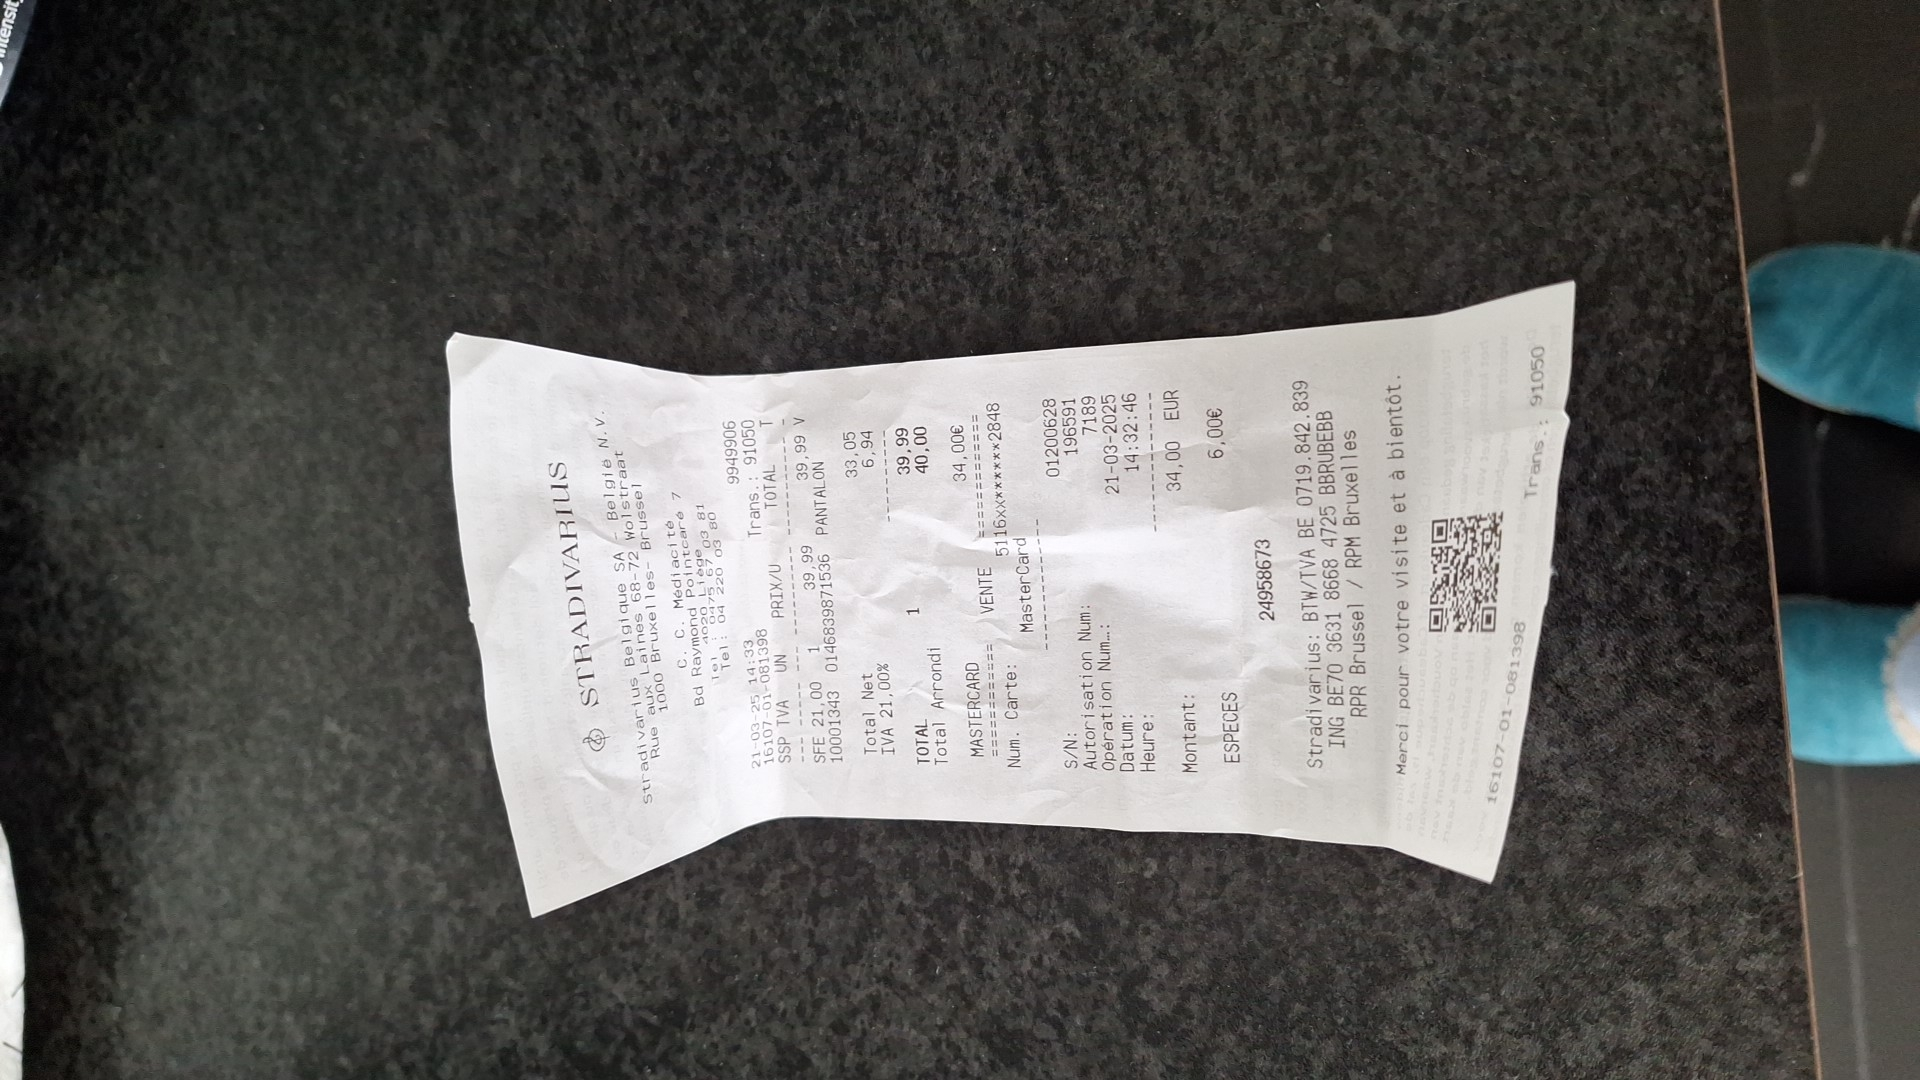 STRADIVARIUS
Stradivarius Belgique SA - België N.V.
Rue aux Laines 68-72 Wolstraat
1000 Bruxelles- Brussel
C. C. Médiacité
Bd Raymond Pointcaré 7
4020 Liège
Tel : 0475 67 03 81
Tel : 04 220 03 80
9949906
21-03-25 14:33 Trans.: 91050
16107-01-081398
SSP TVA UN PRIX/U TOTAL T
SFE 21,00 1 39,99 39,99 V
10001343 0146839871536 PANTALON
Total Net 33,05
IVA 21,00% 6,94
TOTAL 1 39,99
Total Arrondi 40,00
MASTERCARD 34,00€
=========== VENTE ===========
Num. Carte: 5116xx******2848
MasterCard
S/N: 01200628
Autorisation Num: 196591
Opération Num..: 7189
Datum: 21-03-2025
Heure: 14:32:46
Montant: 34,00 EUR
ESPECES 6,00€
24958673
Stradivarius: BTW/TVA BE 0719.842.839
ING BE70 3631 8668 4725 BBRUBEBB
RPR Brussel / RPM Bruxelles
Merci pour votre visite et à bientôt.
16107-01-081398 Trans.: 91050